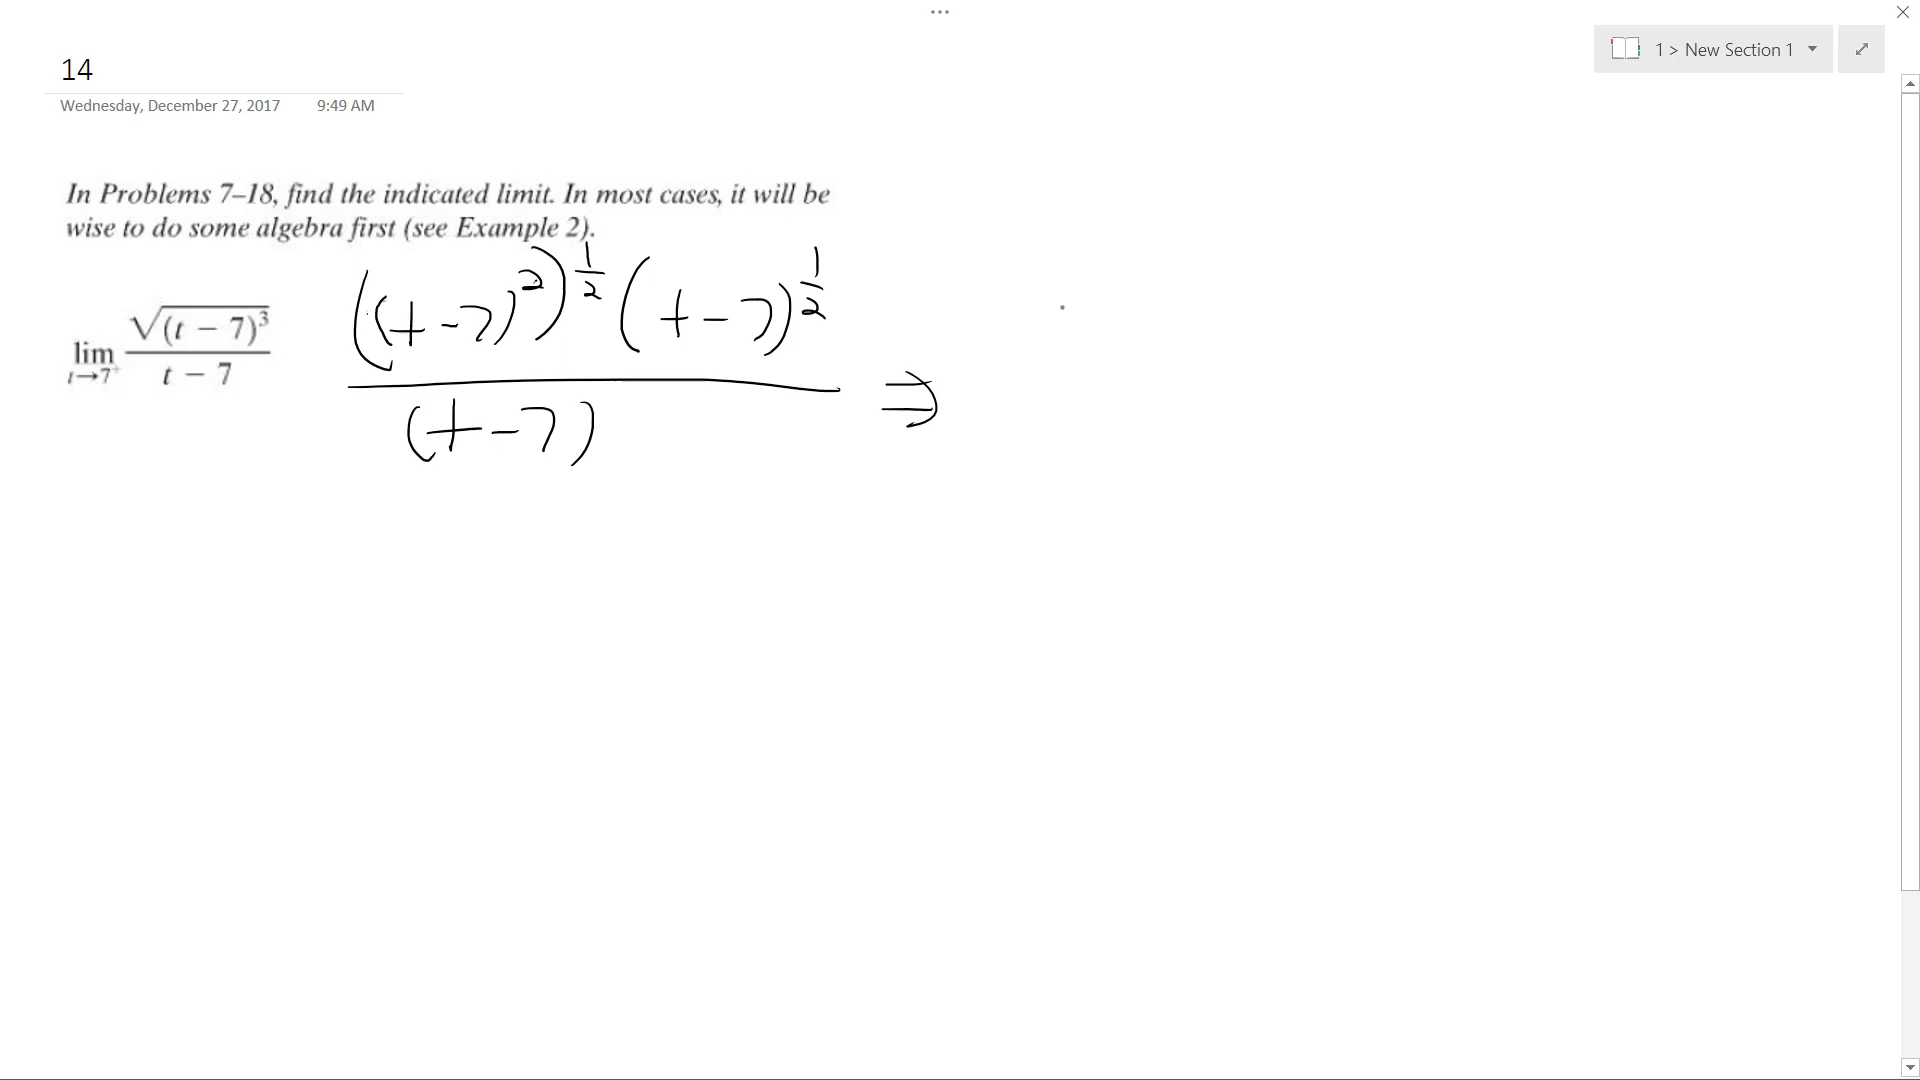 1 > New Section 1
14
Wednesday, December 27, 2017 9:49 AM
In Problems 7–18, find the indicated limit. In most cases, it will be
wise to do some algebra first (see Example 2).
lim t→7⁺ √(t − 7)³ / t − 7
((t-7)²)^1/2 (t-7)^1/2 / (t-7) ⇒